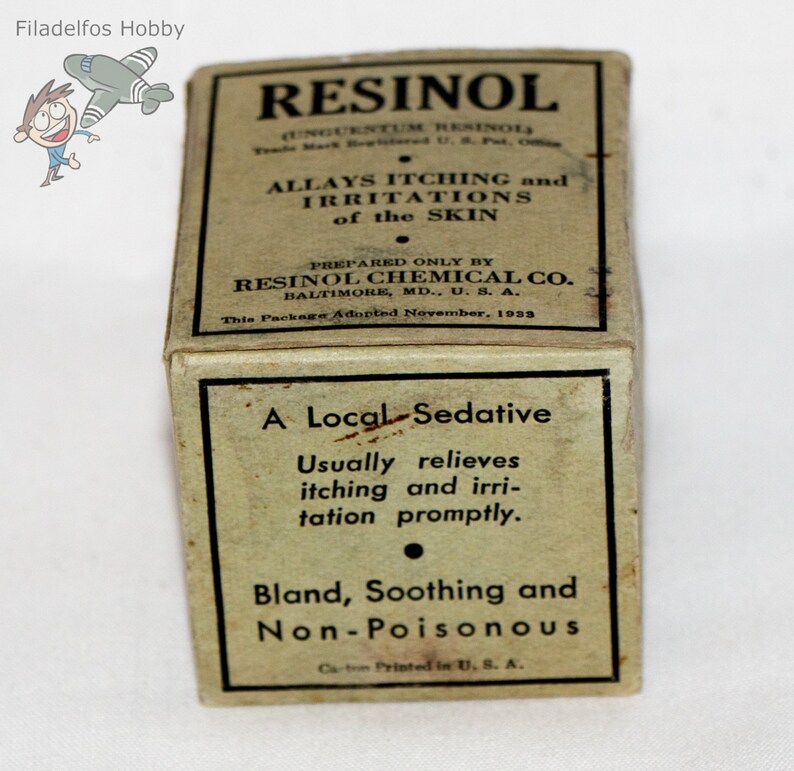 Filadelfos Hobby
RESINOL
(UNGUENTUM RESINOL)
Trade Mark Registered U. S. Pat. Office
ALLAYS ITCHING and
IRRITATIONS
of the SKIN
PREPARED ONLY BY
RESINOL CHEMICAL CO.
BALTIMORE, MD., U. S. A.
This Package Adopted November, 1933
A Local Sedative
Usually relieves
itching and irri-
tation promptly.
Bland, Soothing and
Non-Poisonous
Carton Printed in U. S. A.